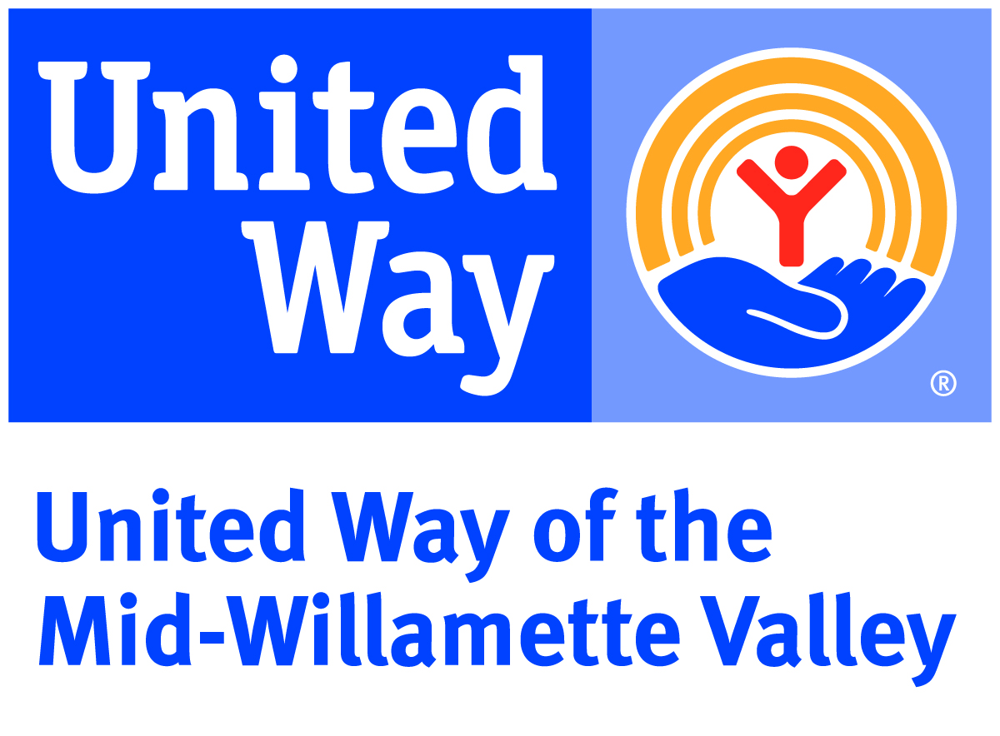 United
Way
®
United Way of the
Mid-Willamette Valley